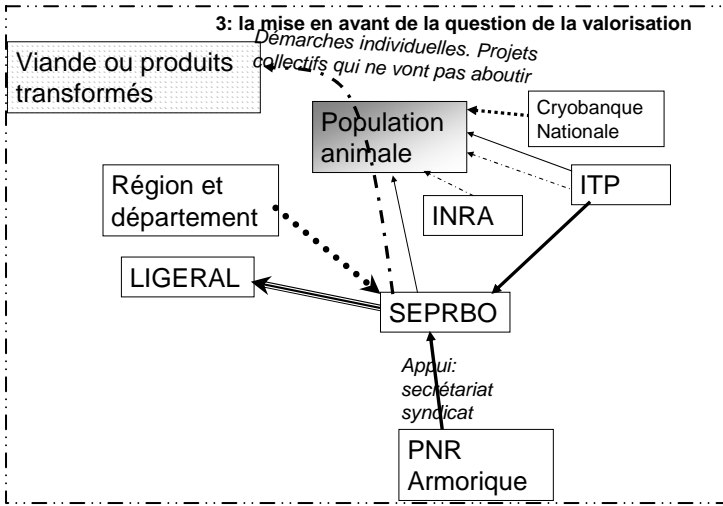 3: la mise en avant de la question de la valorisation
Démarches individuelles. Projets
collectifs qui ne vont pas aboutir
Viande ou produits
transformés
Population
animale
Cryobanque
Nationale
Région et
département
INRA
ITP
LIGERAL
SEPRBO
Appui:
secrétariat
syndicat
PNR
Armorique